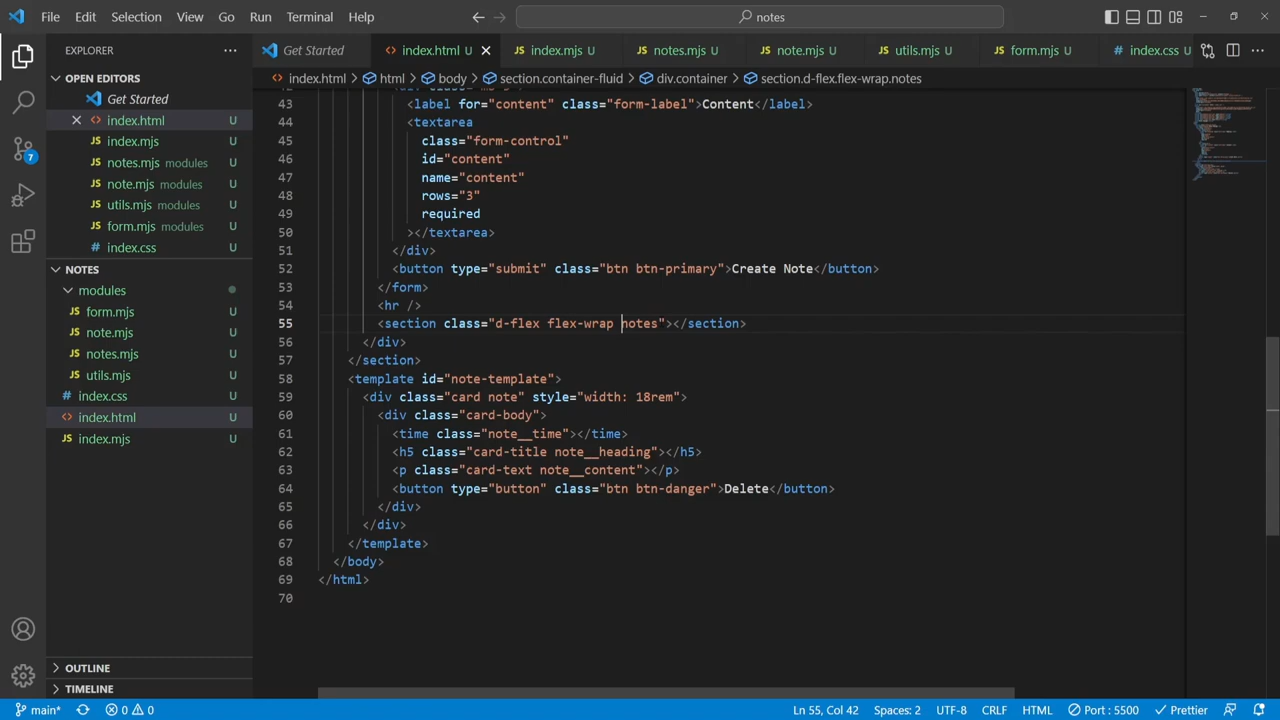 File Edit Selection View Go Run Terminal Help notes
EXPLORER
Get Started index.html U index.mjs U notes.mjs U note.mjs U utils.mjs U form.mjs U index.css U
index.html html body section.container-fluid div.container section.d-flex.flex-wrap.notes
OPEN EDITORS
Get Started
index.html U
index.mjs U
notes.mjs modules U
note.mjs modules U
utils.mjs modules U
form.mjs modules U
index.css U
NOTES
modules
form.mjs U
note.mjs U
notes.mjs U
utils.mjs U
index.css U
index.html U
index.mjs U
OUTLINE
TIMELINE
43 <label for="content" class="form-label">Content</label>
44 <textarea
45 class="form-control"
46 id="content"
47 name="content"
48 rows="3"
49 required
50 ></textarea>
51 </div>
52 <button type="submit" class="btn btn-primary">Create Note</button>
53 </form>
54 <hr />
55 <section class="d-flex flex-wrap notes"></section>
56 </div>
57 </section>
58 <template id="note-template">
59 <div class="card note" style="width: 18rem">
60 <div class="card-body">
61 <time class="note__time"></time>
62 <h5 class="card-title note__heading"></h5>
63 <p class="card-text note__content"></p>
64 <button type="button" class="btn btn-danger">Delete</button>
65 </div>
66 </div>
67 </template>
68 </body>
69 </html>
70
7
main* 0 0 Ln 55, Col 42 Spaces: 2 UTF-8 CRLF HTML Port : 5500 Prettier